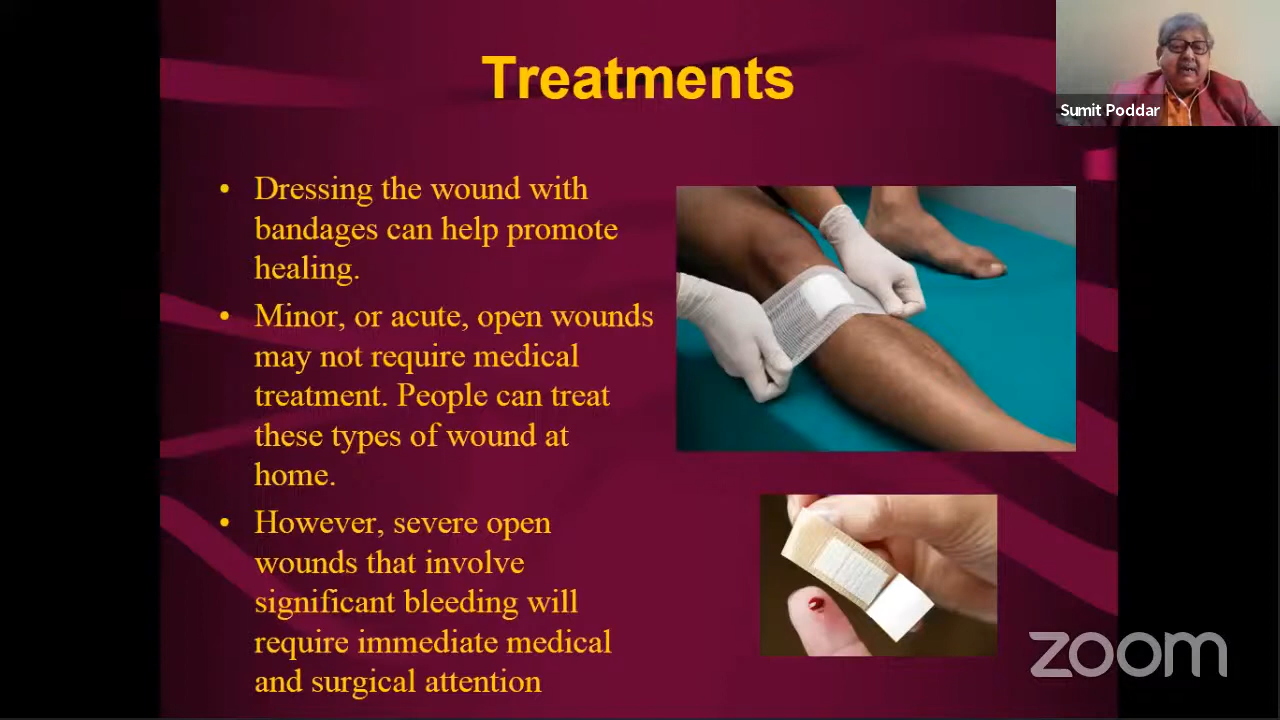 Treatments
Sumit Poddar
• Dressing the wound with
bandages can help promote
healing.
• Minor, or acute, open wounds
may not require medical
treatment. People can treat
these types of wound at
home.
• However, severe open
wounds that involve
significant bleeding will
require immediate medical
and surgical attention
zoom